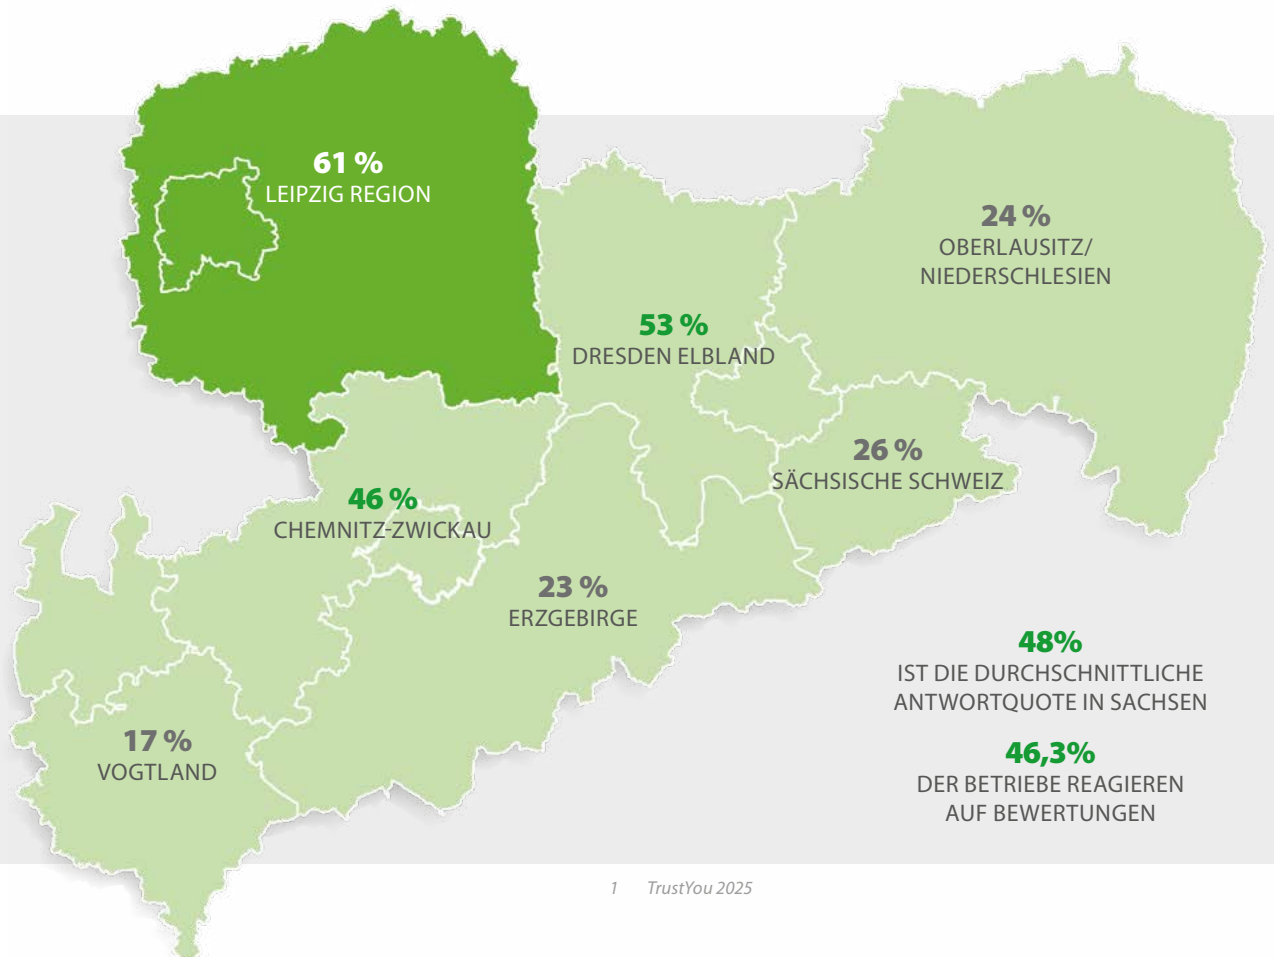 61 %
LEIPZIG REGION
24 %
OBERLAUSITZ/
NIEDERSCHLESIEN
53 %
DRESDEN ELBLAND
26 %
SÄCHSISCHE SCHWEIZ
46 %
CHEMNITZ-ZWICKAU
23 %
ERZGEBIRGE
17 %
VOGTLAND
48%
IST DIE DURCHSCHNITTLICHE
ANTWORTQUOTE IN SACHSEN
46,3%
DER BETRIEBE REAGIEREN
AUF BEWERTUNGEN
1 TrustYou 2025